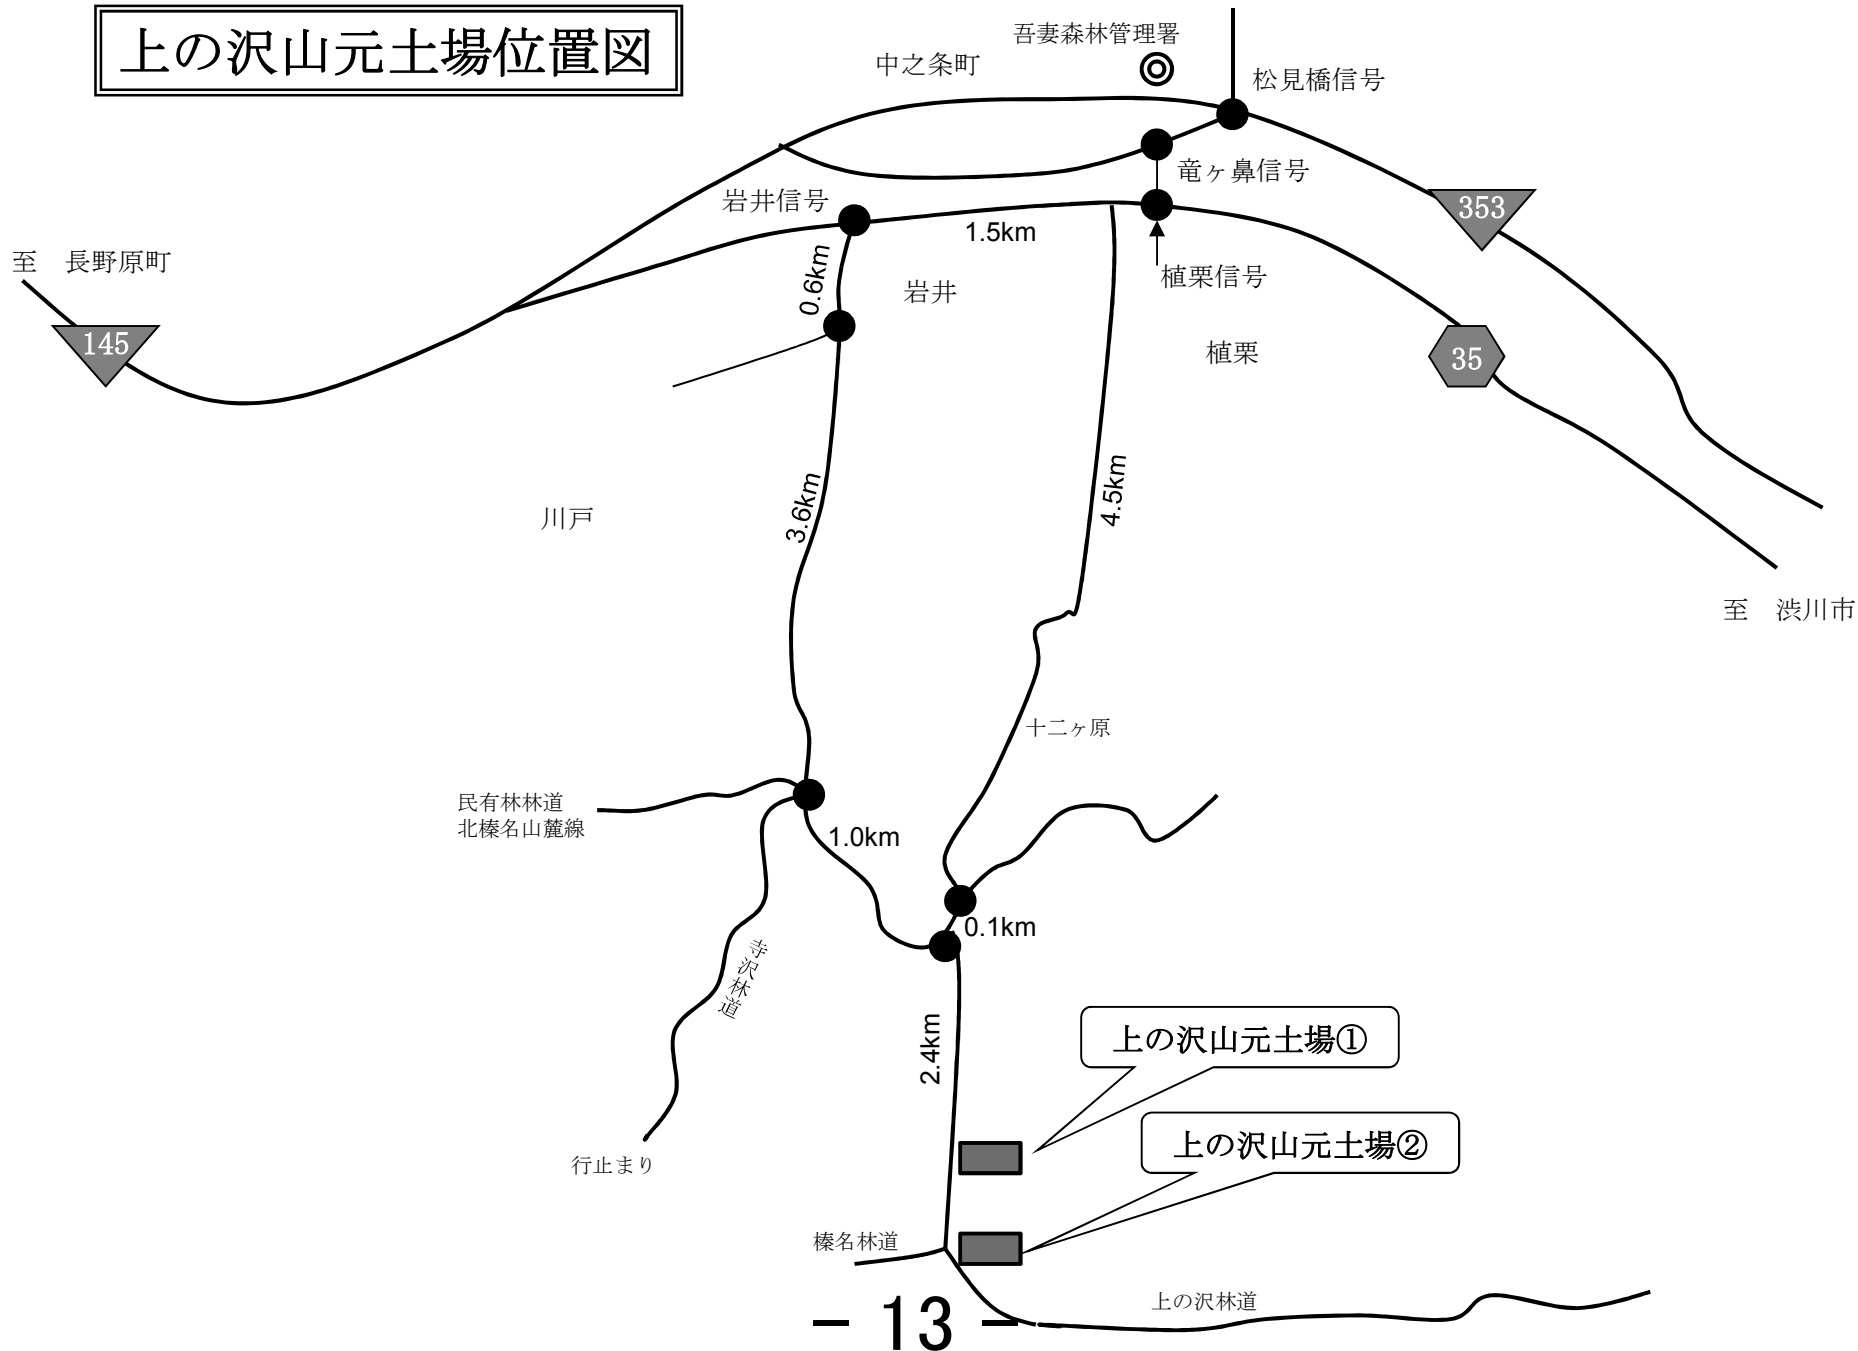 上の沢山元土場位置図
吾妻森林管理署
中之条町
松見橋信号
竜ヶ鼻信号
岩井信号
353
1.5km
至　長野原町
0.6km
岩井
植栗信号
145
植栗
35
3.6km
4.5km
川戸
至　渋川市
十二ヶ原
民有林林道
北榛名山麓線
1.0km
0.1km
寺沢林道
2.4km
上の沢山元土場①
上の沢山元土場②
行止まり
榛名林道
上の沢林道
－ 13 －